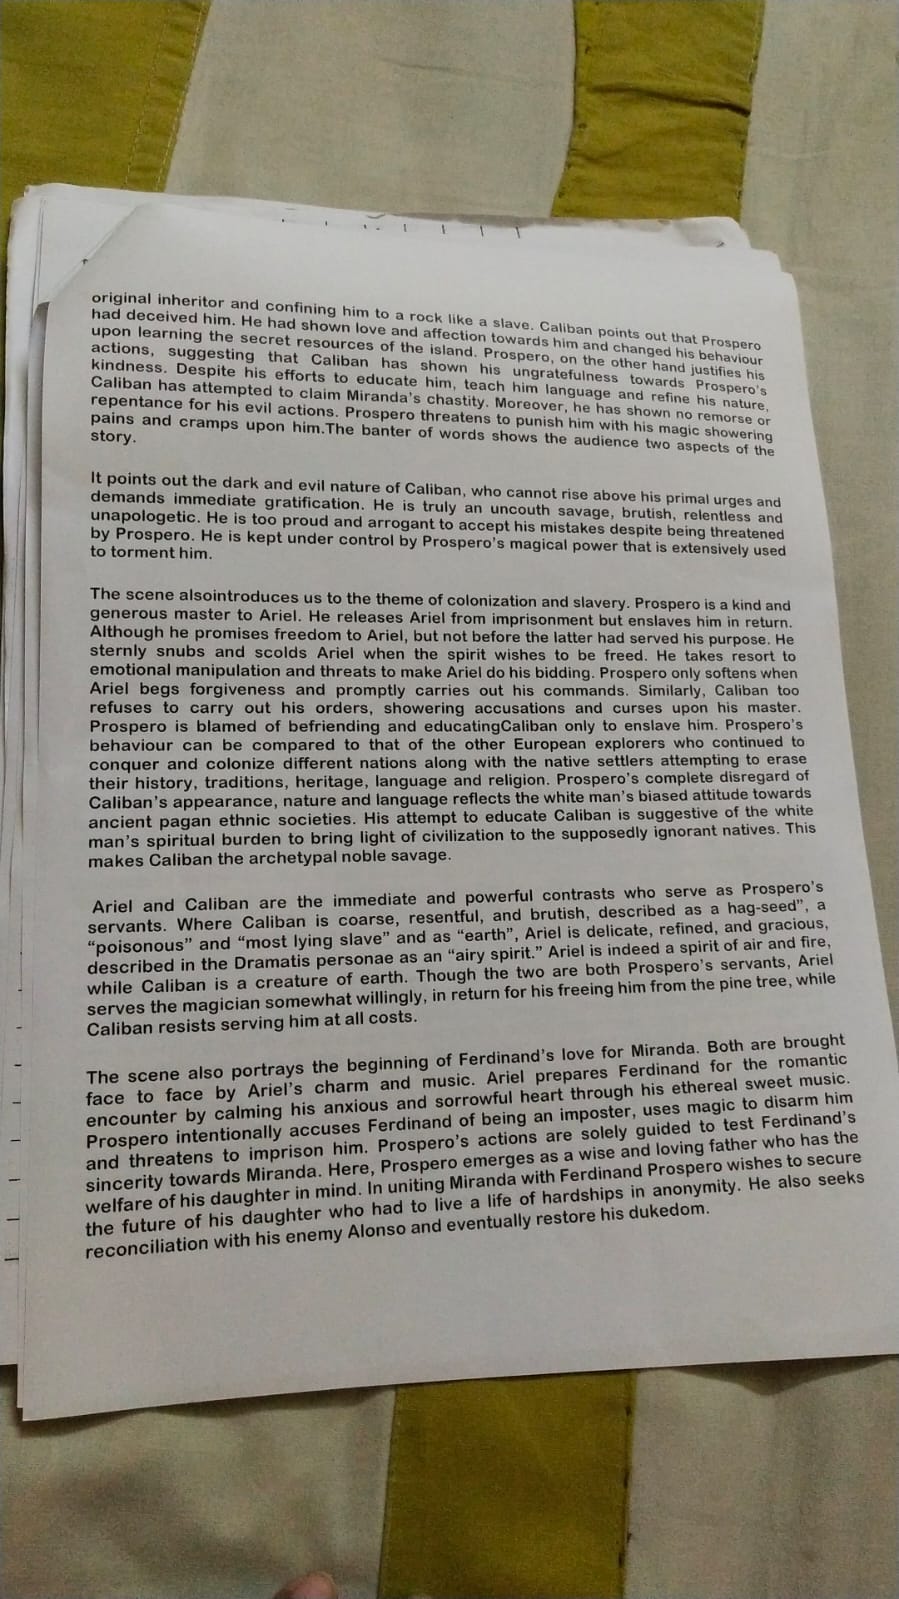 original inheritor and confining him to a rock like a slave. Caliban points out that Prospero
had deceived him. He had shown love and affection towards him and changed his behaviour
upon learning the secret resources of the island. Prospero, on the other hand justifies his
actions, suggesting that Caliban has shown his ungratefulness towards Prospero's
kindness. Despite his efforts to educate him, teach him language and refine his nature,
Caliban has attempted to claim Miranda's chastity. Moreover, he has shown no remorse or
repentance for his evil actions. Prospero threatens to punish him with his magic showering
pains and cramps upon him.The banter of words shows the audience two aspects of the
story.
It points out the dark and evil nature of Caliban, who cannot rise above his primal urges and
demands immediate gratification. He is truly an uncouth savage, brutish, relentless and
unapologetic. He is too proud and arrogant to accept his mistakes despite being threatened
by Prospero. He is kept under control by Prospero's magical power that is extensively used
to torment him.
The scene alsointroduces us to the theme of colonization and slavery. Prospero is a kind and
generous master to Ariel. He releases Ariel from imprisonment but enslaves him in return.
Although he promises freedom to Ariel, but not before the latter had served his purpose. He
sternly snubs and scolds Ariel when the spirit wishes to be freed. He takes resort to
emotional manipulation and threats to make Ariel do his bidding. Prospero only softens when
Ariel begs forgiveness and promptly carries out his commands. Similarly, Caliban too
refuses to carry out his orders, showering accusations and curses upon his master.
Prospero is blamed of befriending and educatingCaliban only to enslave him. Prospero's
behaviour can be compared to that of the other European explorers who continued to
conquer and colonize different nations along with the native settlers attempting to erase
their history, traditions, heritage, language and religion. Prospero's complete disregard of
Caliban's appearance, nature and language reflects the white man's biased attitude towards
ancient pagan ethnic societies. His attempt to educate Caliban is suggestive of the white
man's spiritual burden to bring light of civilization to the supposedly ignorant natives. This
makes Caliban the archetypal noble savage.
Ariel and Caliban are the immediate and powerful contrasts who serve as Prospero's
servants. Where Caliban is coarse, resentful, and brutish, described as a hag-seed”, a
“poisonous” and “most lying slave” and as “earth”, Ariel is delicate, refined, and gracious,
described in the Dramatis personae as an “airy spirit.” Ariel is indeed a spirit of air and fire,
while Caliban is a creature of earth. Though the two are both Prospero's servants, Ariel
serves the magician somewhat willingly, in return for his freeing him from the pine tree, while
Caliban resists serving him at all costs.
The scene also portrays the beginning of Ferdinand's love for Miranda. Both are brought
face to face by Ariel's charm and music. Ariel prepares Ferdinand for the romantic
encounter by calming his anxious and sorrowful heart through his ethereal sweet music.
Prospero intentionally accuses Ferdinand of being an imposter, uses magic to disarm him
and threatens to imprison him. Prospero's actions are solely guided to test Ferdinand's
sincerity towards Miranda. Here, Prospero emerges as a wise and loving father who has the
welfare of his daughter in mind. In uniting Miranda with Ferdinand Prospero wishes to secure
the future of his daughter who had to live a life of hardships in anonymity. He also seeks
reconciliation with his enemy Alonso and eventually restore his dukedom.